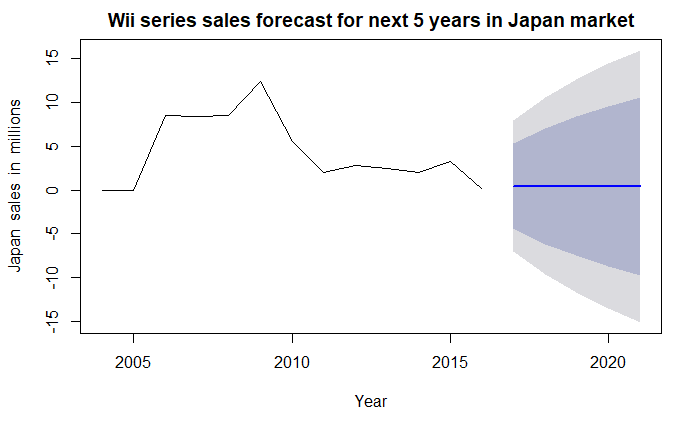 Wii series sales forecast for next 5 years in Japan market
Japan sales in millions
15
10
5
0
-5
-10
-15
2005 2010 2015 2020
Year